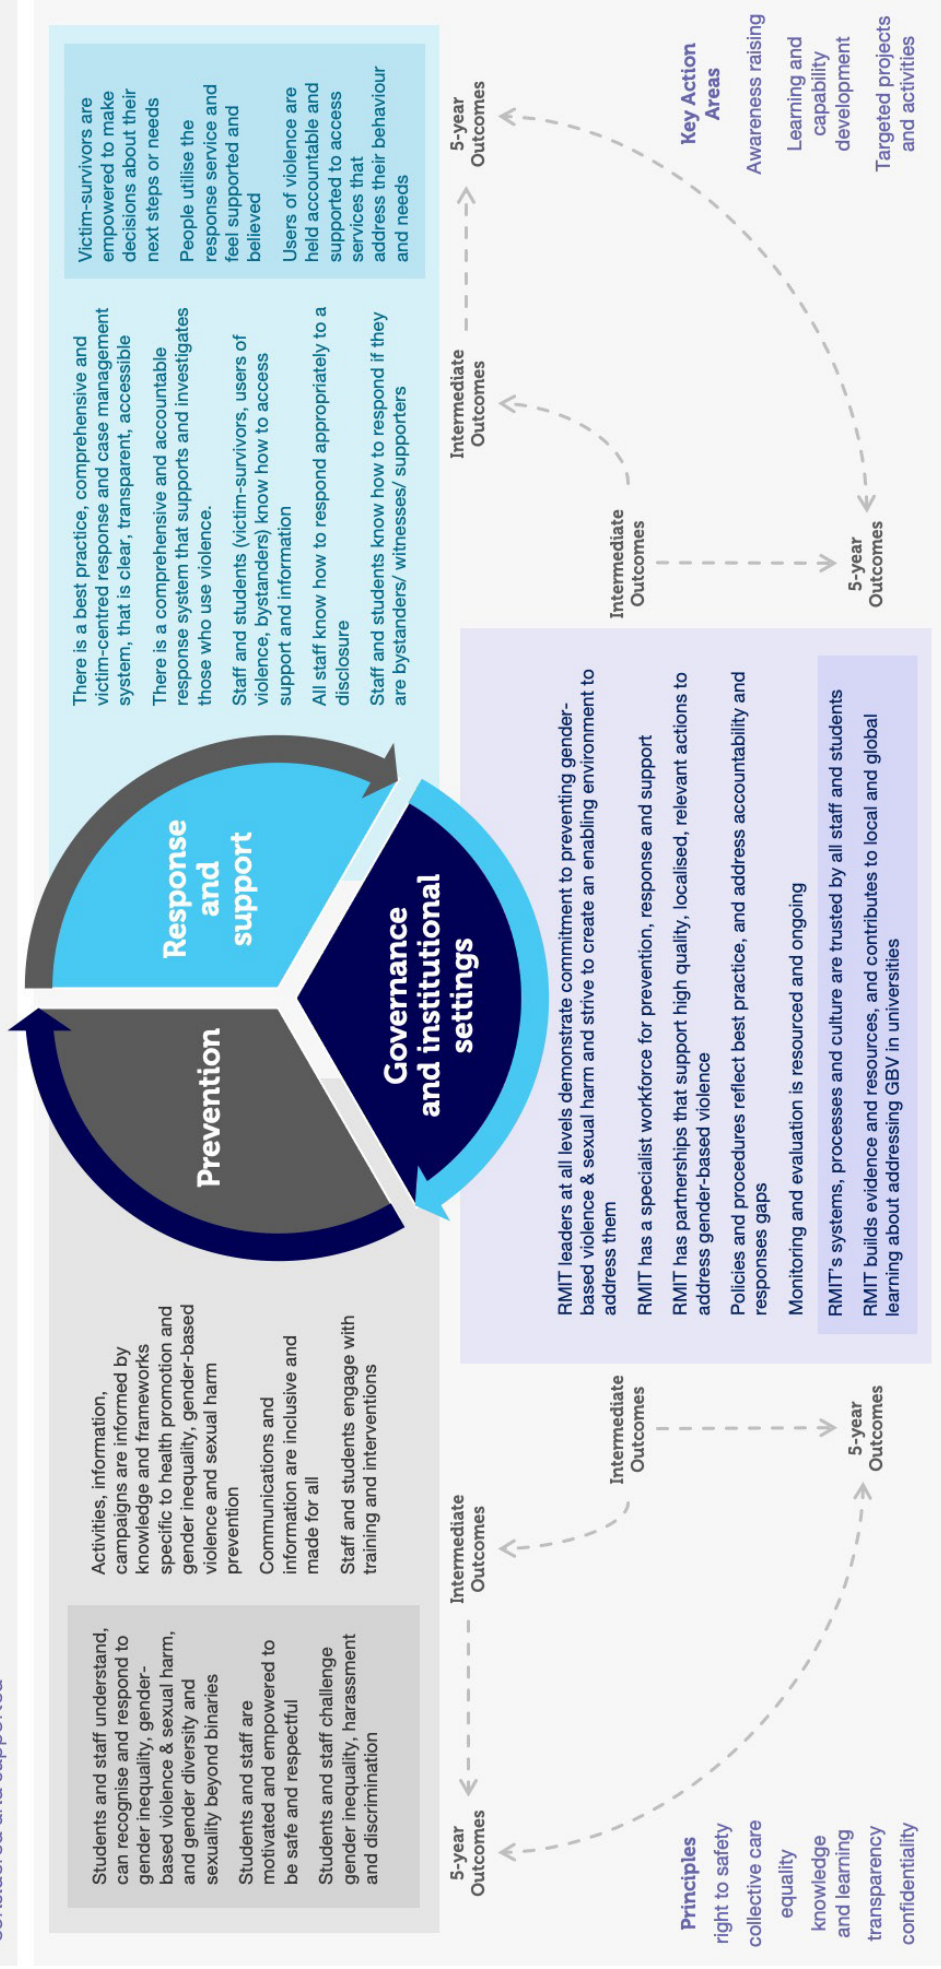 considered and supported
Students and staff understand,
can recognise and respond to
gender inequality, gender-
based violence & sexual harm,
and gender diversity and
sexuality beyond binaries
Students and staff are
motivated and empowered to
be safe and respectful
Students and staff challenge
gender inequality, harassment
and discrimination
Activities, information,
campaigns are informed by
knowledge and frameworks
specific to health promotion and
gender inequality, gender-based
violence and sexual harm
prevention
Communications and
information are inclusive and
made for all
Staff and students engage with
training and interventions
Prevention
Response
and
support
Governance
and institutional
settings
There is a best practice, comprehensive and
victim-centred response and case management
system, that is clear, transparent, accessible
There is a comprehensive and accountable
response system that supports and investigates
those who use violence.
Staff and students (victim-survivors, users of
violence, bystanders) know how to access
support and information
All staff know how to respond appropriately to a
disclosure
Staff and students know how to respond if they
are bystanders/ witnesses/ supporters
Victim-survivors are
empowered to make
decisions about their
next steps or needs
People utilise the
response service and
feel supported and
believed
Users of violence are
held accountable and
supported to access
services that
address their behaviour
and needs
5-year
Outcomes
Intermediate
Outcomes
Intermediate
Outcomes
5-year
Outcomes
RMIT leaders at all levels demonstrate commitment to preventing gender-
based violence & sexual harm and strive to create an enabling environment to
address them
RMIT has a specialist workforce for prevention, response and support
RMIT has partnerships that support high quality, localised, relevant actions to
address gender-based violence
Policies and procedures reflect best practice, and address accountability and
responses gaps
Monitoring and evaluation is resourced and ongoing
RMIT's systems, processes and culture are trusted by all staff and students
RMIT builds evidence and resources, and contributes to local and global
learning about addressing GBV in universities
Intermediate
Outcomes
5-year
Outcomes
Intermediate
Outcomes
5-year
Outcomes
Principles
right to safety
collective care
equality
knowledge
and learning
transparency
confidentiality
Key Action
Areas
Awareness raising
Learning and
capability
development
Targeted projects
and activities